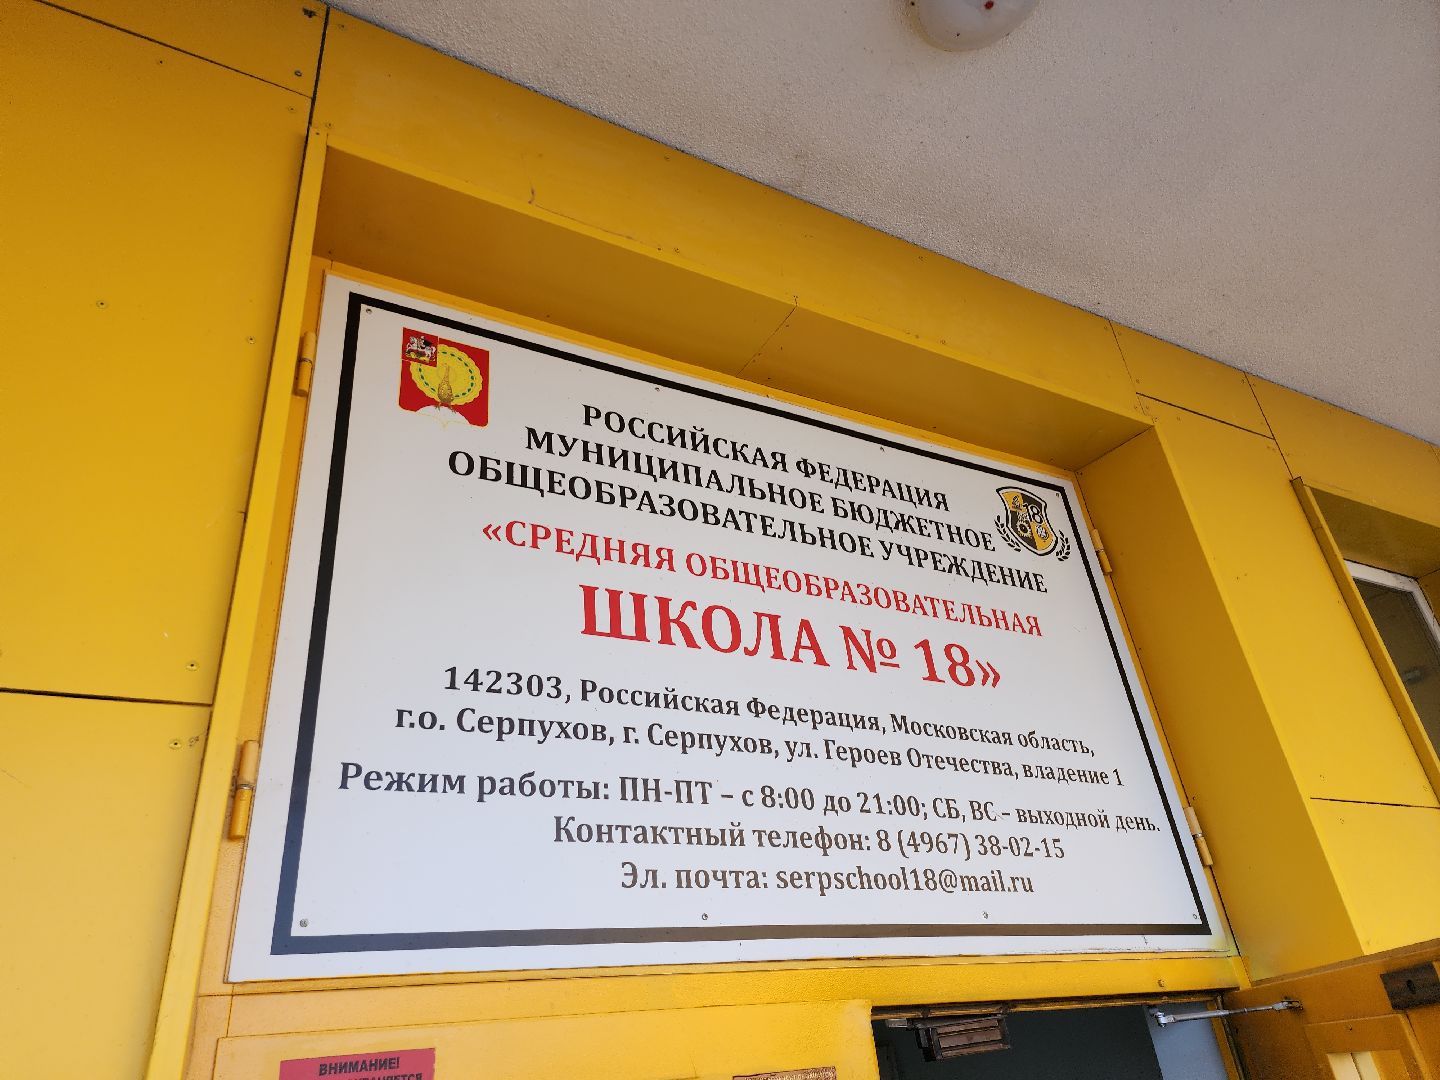 РОССИЙСКАЯ ФЕДЕРАЦИЯ
МУНИЦИПАЛЬНОЕ БЮДЖЕТНОЕ
ОБЩЕОБРАЗОВАТЕЛЬНОЕ УЧРЕЖДЕНИЕ
18
«СРЕДНЯЯ ОБЩЕОБРАЗОВАТЕЛЬНАЯ
ШКОЛА № 18»
142303, Российская Федерация, Московская область,
г.о. Серпухов, г. Серпухов, ул. Героев Отечества, владение 1
Режим работы: ПН-ПТ – с 8:00 до 21:00; СБ, ВС – выходной день.
Контактный телефон: 8 (4967) 38-02-15
Эл. почта: serpschool18@mail.ru
ВНИМАНИЕ!